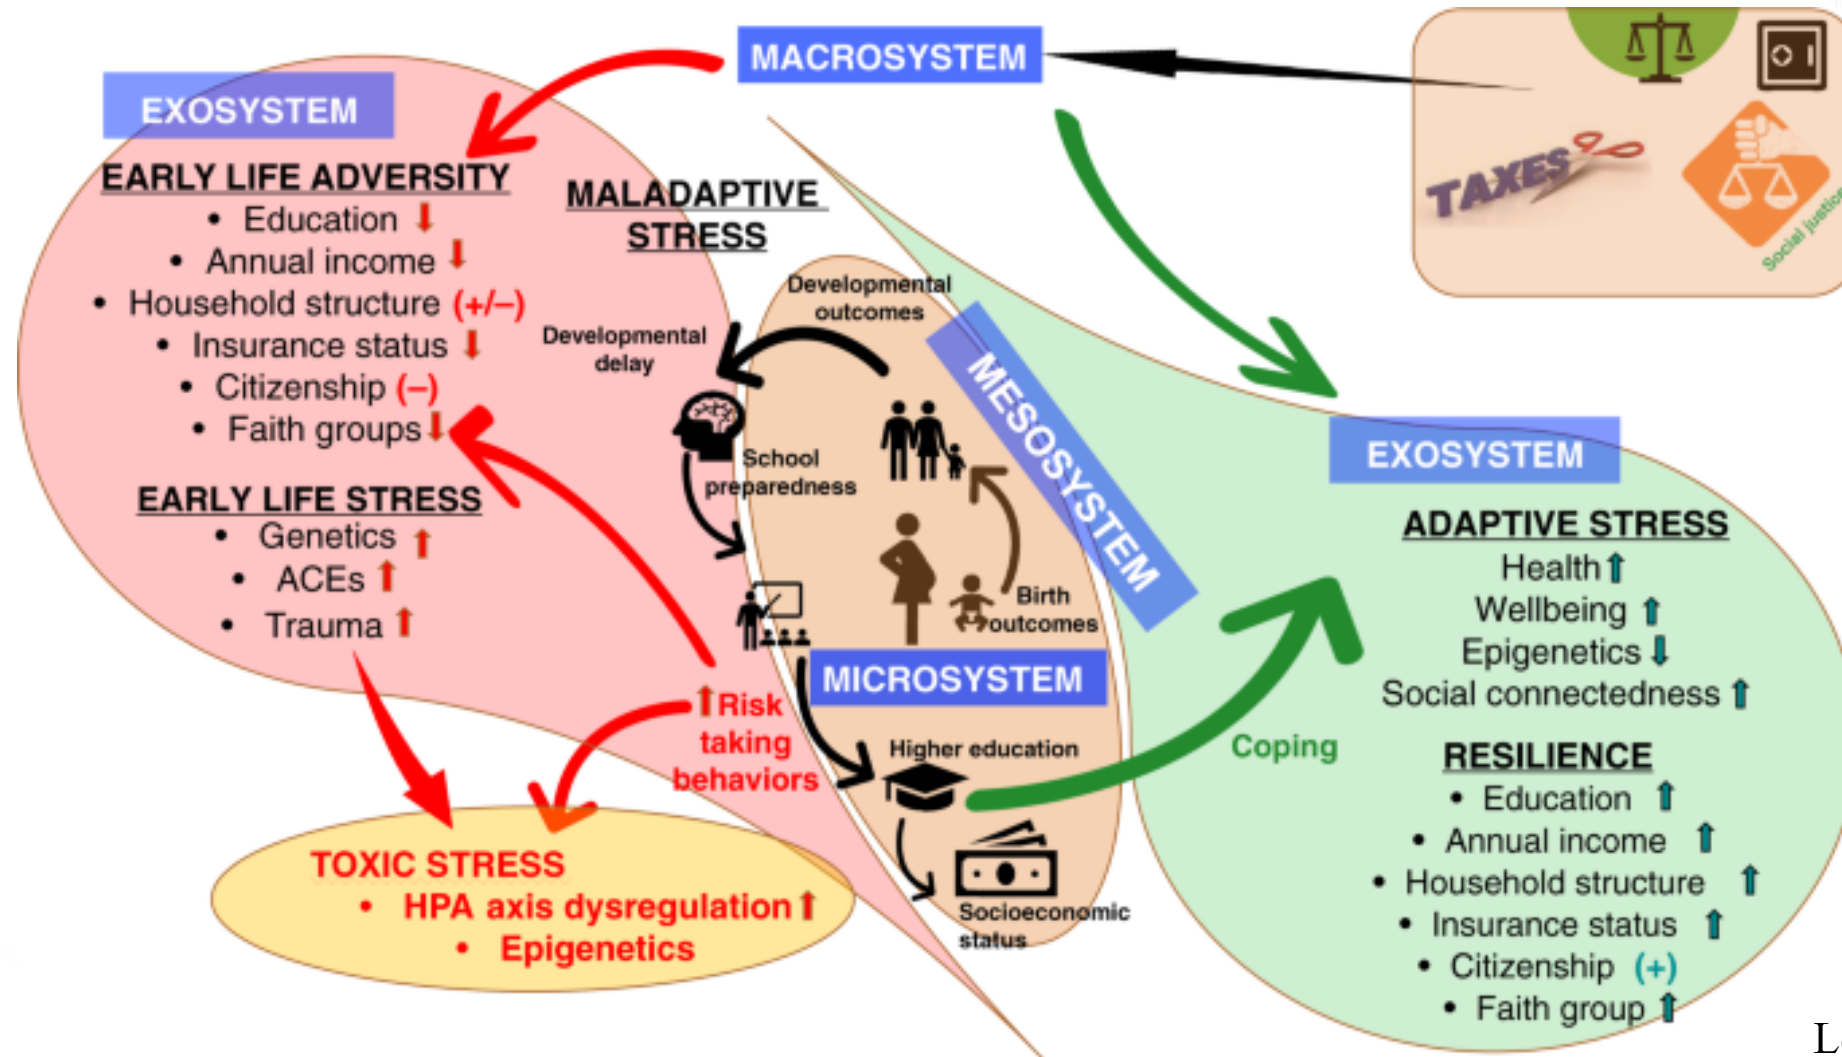 MACROSYSTEM
TAXES
Social justice
EXOSYSTEM
EARLY LIFE ADVERSITY
• Education ↓
• Annual income ↓
• Household structure (+/–)
• Insurance status ↓
• Citizenship (–)
• Faith groups ↓
EARLY LIFE STRESS
• Genetics ↑
• ACEs ↑
• Trauma ↑
MALADAPTIVE
STRESS
Developmental
outcomes
Developmental
delay
School
preparedness
MESOSYSTEM
Birth
outcomes
MICROSYSTEM
↑ Risk
taking
behaviors
Higher education
Socioeconomic
status
Coping
TOXIC STRESS
• HPA axis dysregulation ↑
• Epigenetics
EXOSYSTEM
ADAPTIVE STRESS
Health ↑
Wellbeing ↑
Epigenetics ↓
Social connectedness ↑
RESILIENCE
• Education ↑
• Annual income ↑
• Household structure ↑
• Insurance status ↑
• Citizenship (+)
• Faith group ↑
L